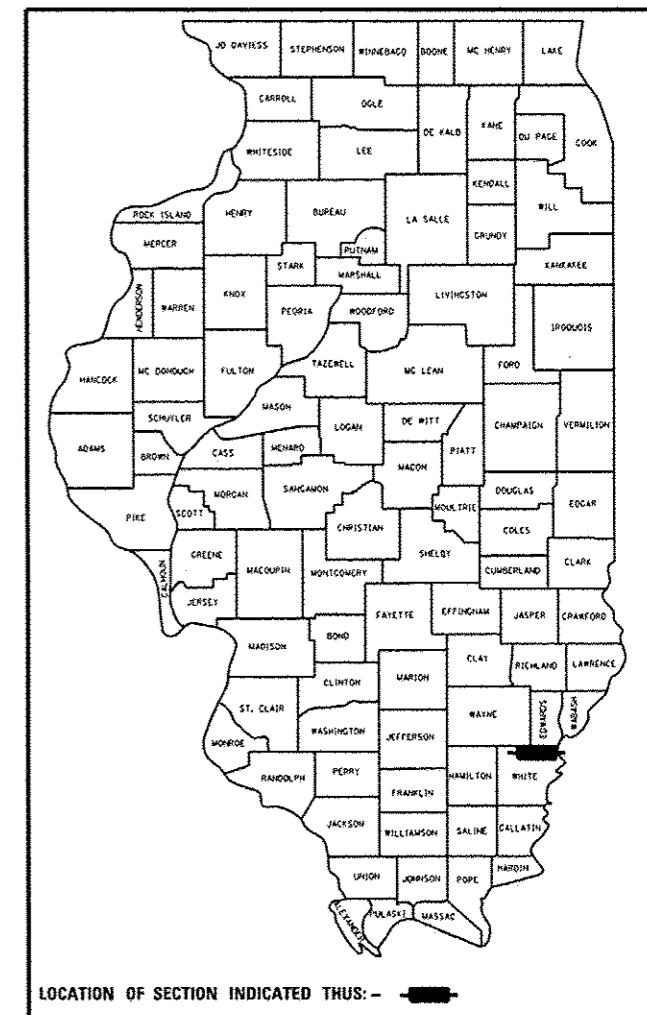 JO DAVIESS STEPHENSON WINNEBAGO BOONE MC HENRY LAKE
CARROLL OGLE DE KALB KANE DU PAGE COOK
WHITESIDE LEE KENDALL WILL
ROCK ISLAND HENRY BUREAU LA SALLE GRUNDY
MERCER PUTNAM KANKAKEE
STARK MARSHALL
HENDERSON WARREN KNOX PEORIA WOODFORD LIVINGSTON IROQUOIS
HANCOCK MC DONOUGH FULTON TAZEWELL MC LEAN FORD
MASON
SCHUYLER LOGAN DE WITT CHAMPAIGN VERMILION
ADAMS BROWN CASS MENARD MACON PIATT
PIKE SCOTT MORGAN SANGAMON CHRISTIAN MOULTRIE DOUGLAS EDGAR
COLES
CALHOUN GREENE MACOUPIN MONTGOMERY SHELBY CUMBERLAND CLARK
JERSEY FAYETTE EFFINGHAM JASPER CRAWFORD
MADISON BOND
CLAY RICHLAND LAWRENCE
CLINTON MARION
ST. CLAIR WAYNE EDWARDS WABASH
MONROE WASHINGTON JEFFERSON
RANDOLPH PERRY HAMILTON WHITE
FRANKLIN
JACKSON WILLIAMSON SALINE GALLATIN
UNION JOHNSON POPE HARDIN
ALEXANDER PULASKI MASSAC
LOCATION OF SECTION INDICATED THUS: -